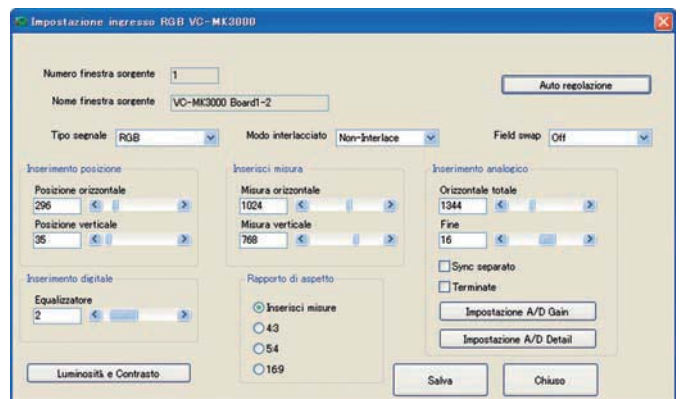 Impostazione ingresso RGB VC-MK3000
Numero finestra sorgente 1
Auto regolazione
Nome finestra sorgente VC-MK3000 Board1-2
Tipo segnale RGB Modo interlacciato Non-Interlace Field swap Off
Inserimento posizione
Posizione orizzontale
296
Posizione verticale
35
Inserisci misura
Misura orizzontale
1024
Misura verticale
768
Inserimento analogico
Orizzontale totale
1344
Fine
16
Sync separato
Terminate
Impostazione A/D Gain
Impostazione A/D Detail
Inserimento digitale
Equalizzatore
2
Rapporto di aspetto
Inserisci misure
4:3
5:4
16:9
Luminosità e Contrasto
Salva
Chiuso